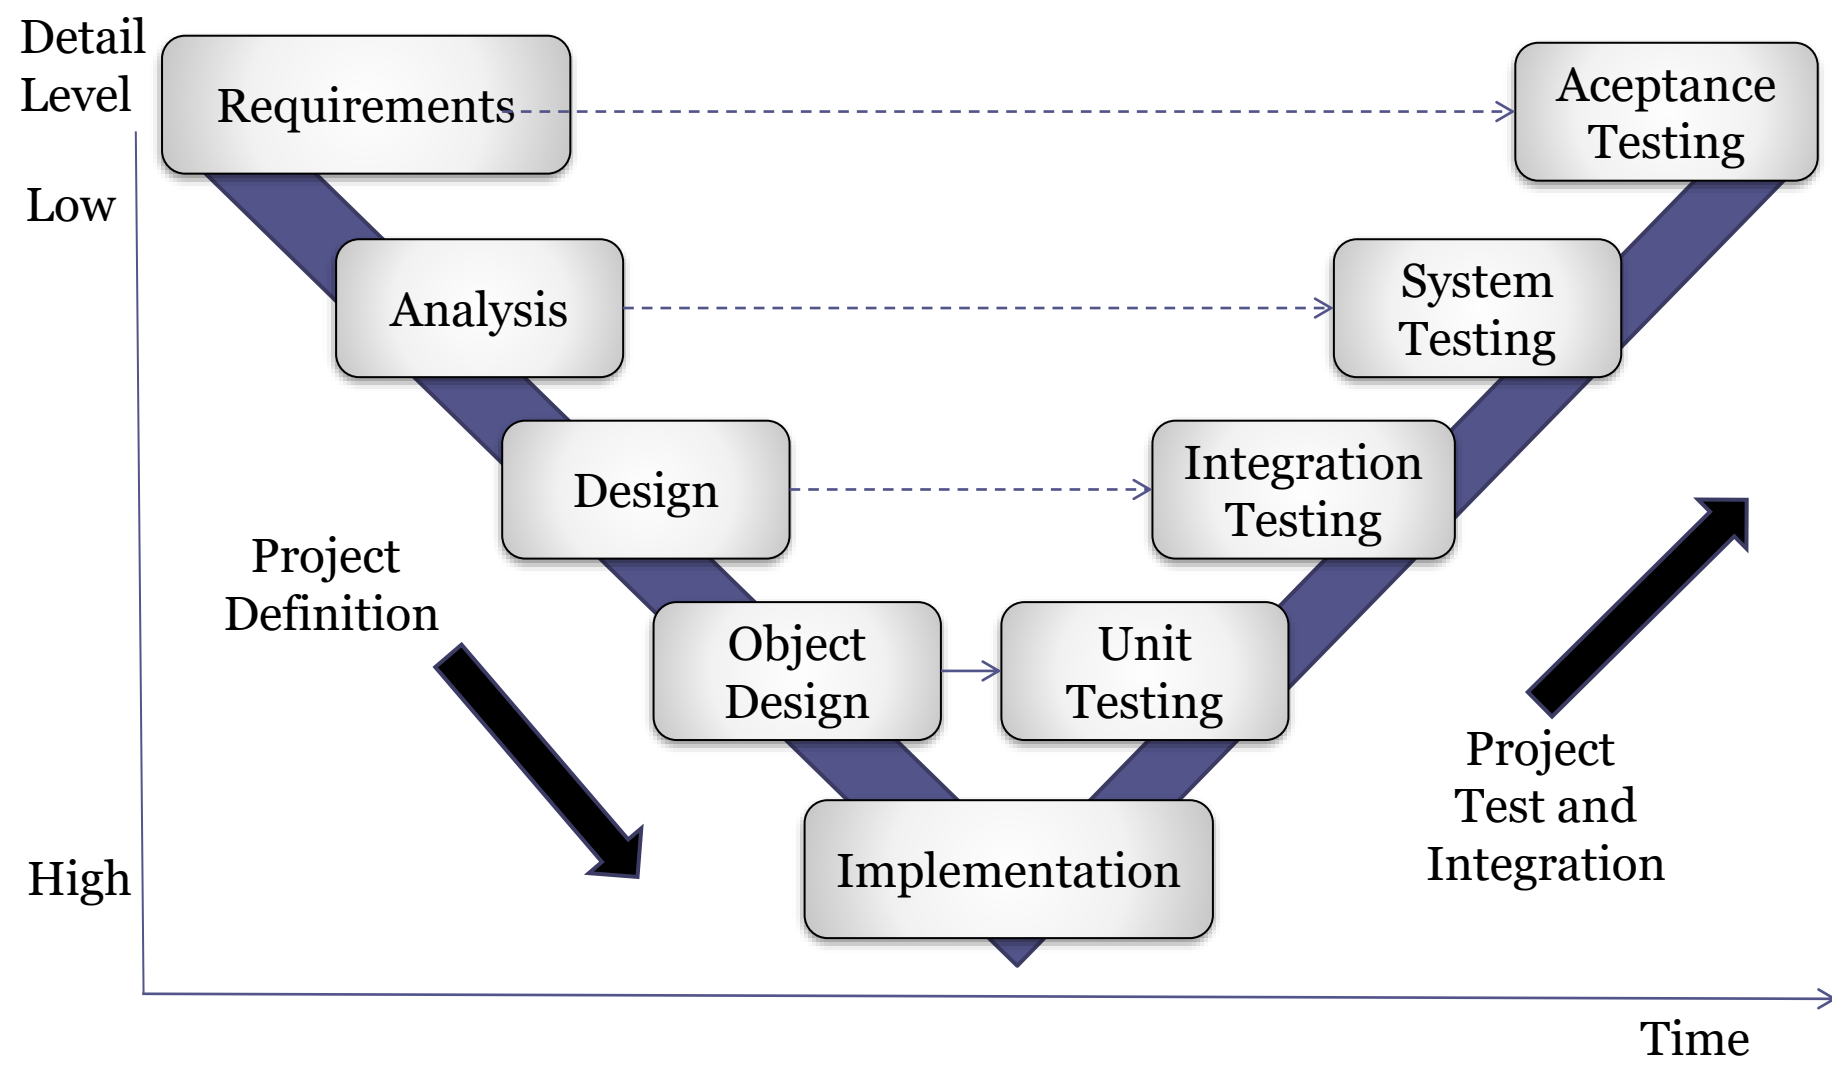 Detail
Level
Requirements
Aceptance
Testing
Low
Analysis
System
Testing
Design
Integration
Testing
Project
Definition
Object
Design
Unit
Testing
Project
Test and
Integration
High
Implementation
Time